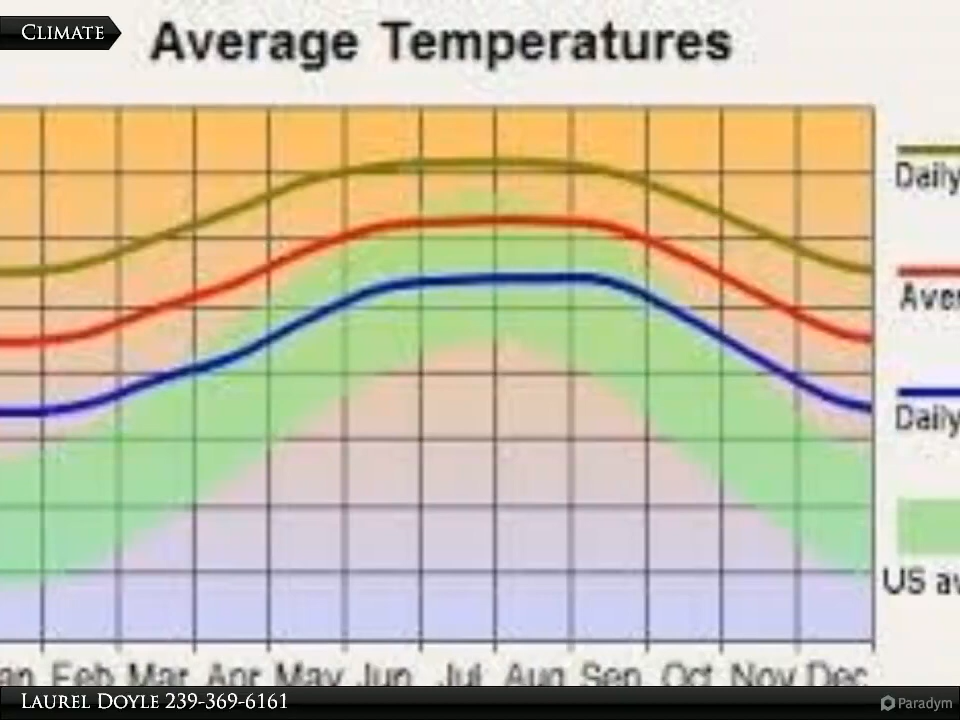 CLIMATE
Average Temperatures
Daily
Aver
Daily
US av
an Feb Mar Apr May Jun Jul Aug Sep Oct Nov Dec
LAUREL DOYLE 239-369-6161
Paradym